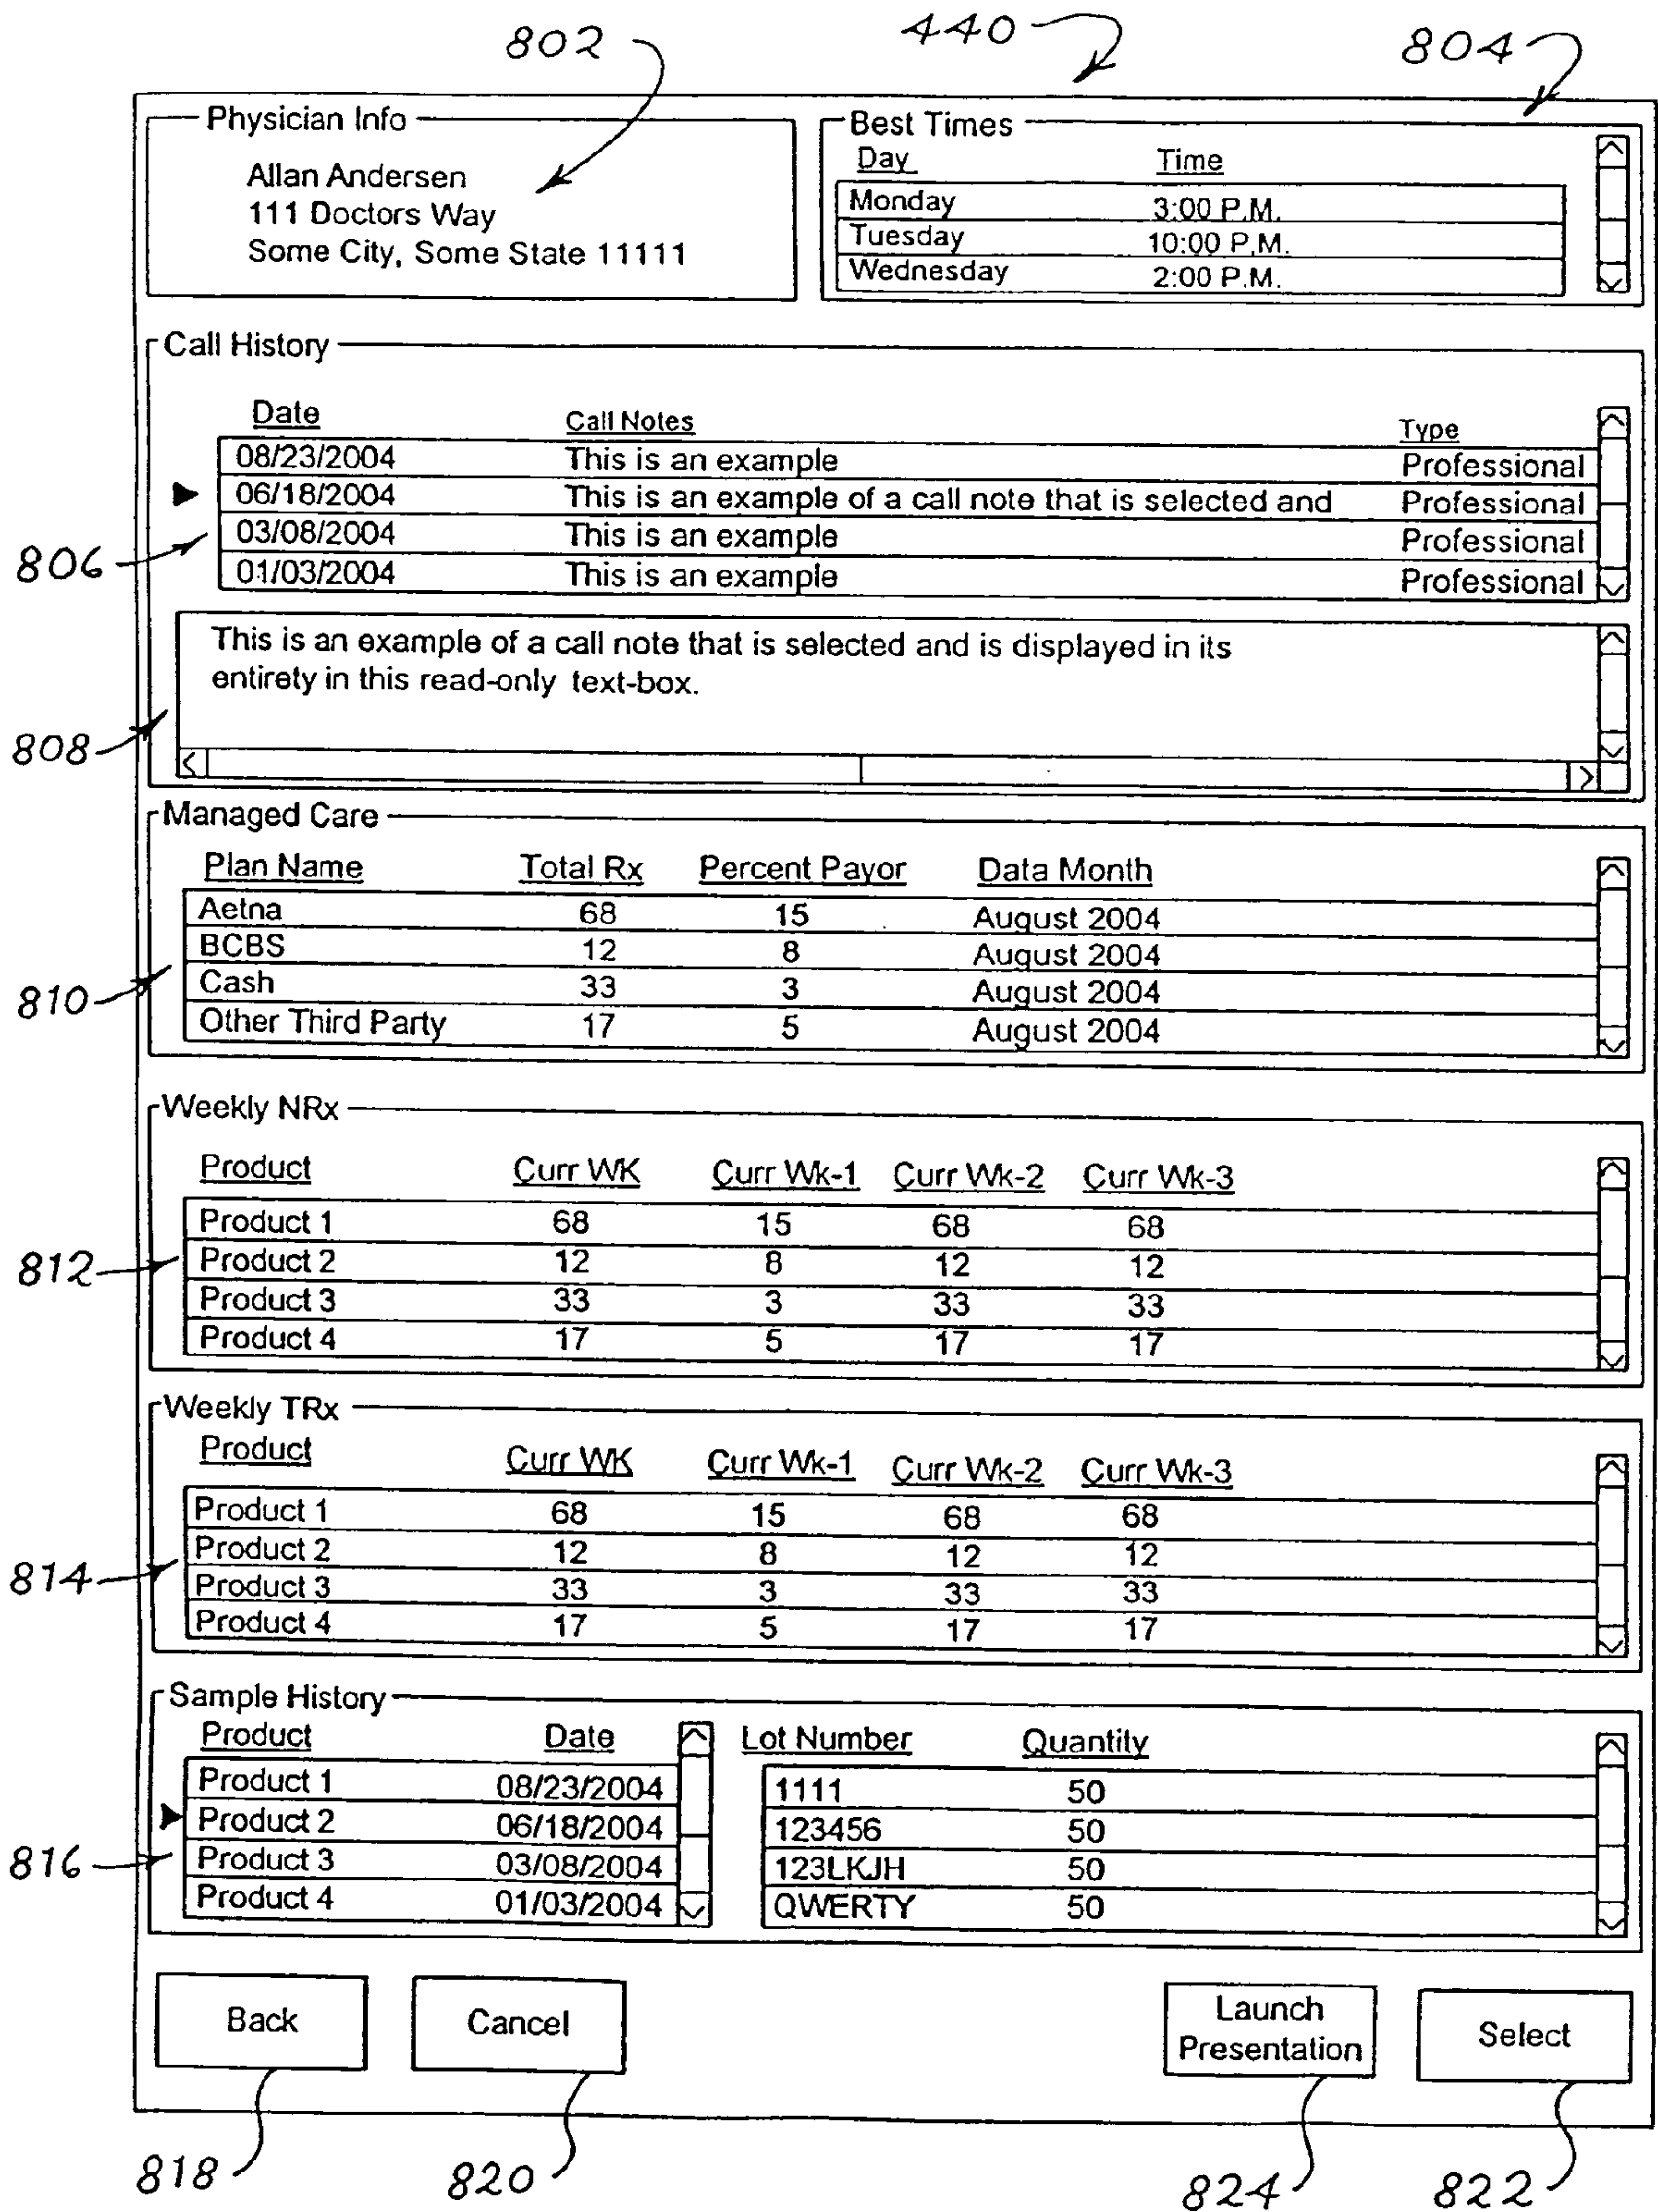 802 440 804
Physician Info
Allan Andersen
111 Doctors Way
Some City, Some State 11111
Best Times
Day Time
Monday 3:00 P.M.
Tuesday 10:00 P.M.
Wednesday 2:00 P.M.
Call History
Date Call Notes Type
08/23/2004 This is an example Professional
06/18/2004 This is an example of a call note that is selected and Professional
03/08/2004 This is an example Professional
01/03/2004 This is an example Professional
806
This is an example of a call note that is selected and is displayed in its
entirety in this read-only text-box.
808
Managed Care
Plan Name Total Rx Percent Payor Data Month
Aetna 68 15 August 2004
BCBS 12 8 August 2004
Cash 33 3 August 2004
Other Third Party 17 5 August 2004
810
Weekly NRx
Product Curr WK Curr Wk-1 Curr Wk-2 Curr Wk-3
Product 1 68 15 68 68
Product 2 12 8 12 12
Product 3 33 3 33 33
Product 4 17 5 17 17
812
Weekly TRx
Product Curr WK Curr Wk-1 Curr Wk-2 Curr Wk-3
Product 1 68 15 68 68
Product 2 12 8 12 12
Product 3 33 3 33 33
Product 4 17 5 17 17
814
Sample History
Product Date Lot Number Quantity
Product 1 08/23/2004 1111 50
Product 2 06/18/2004 123456 50
Product 3 03/08/2004 123LKJH 50
Product 4 01/03/2004 QWERTY 50
816
Back Cancel
Launch
Presentation
Select
818 820 824 822